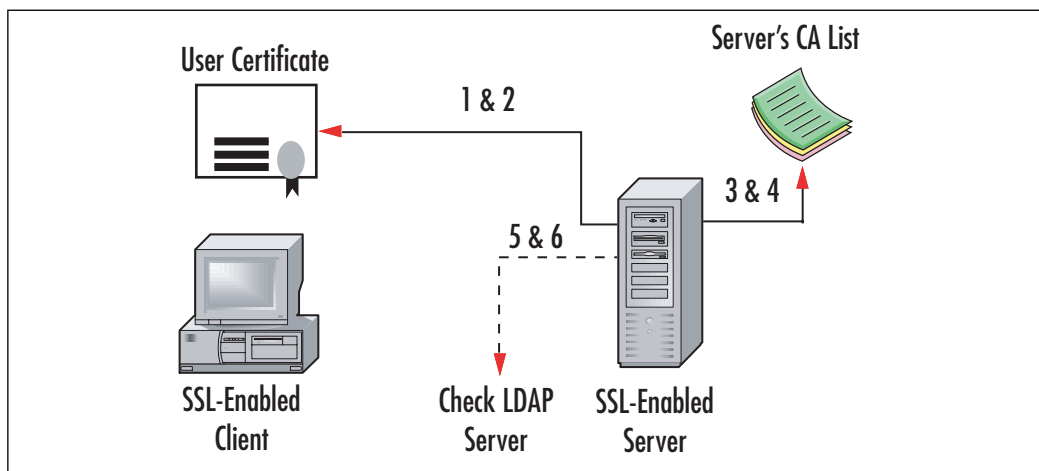 Server's CA List
User Certificate
1 & 2
3 & 4
5 & 6
SSL-Enabled
Client
Check LDAP
Server
SSL-Enabled
Server